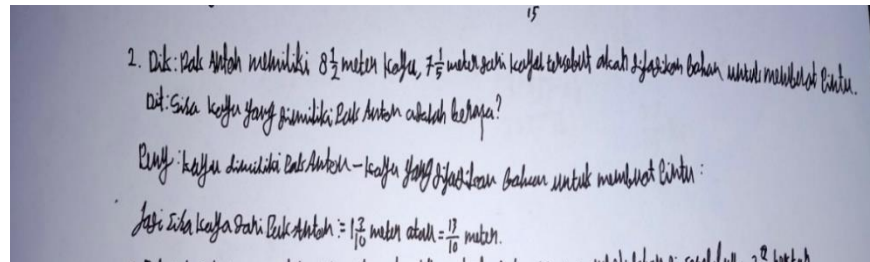 15
2. Dik: Pak Anton memiliki 8 1/2 meter kayu, 7 1/5 meter dari kayu tersebut akan dijadikan bahan untuk membuat Pintu.
Dit: Sisa kayu yang dimiliki Pak Anton adalah berapa?
Peny: kayu dimiliki Pak Anton - kayu yang dijadikan bahan untuk membuat Pintu:
Jadi sisa kayu dari Pak Anton = 1 3/10 meter atau = 13/10 meter.